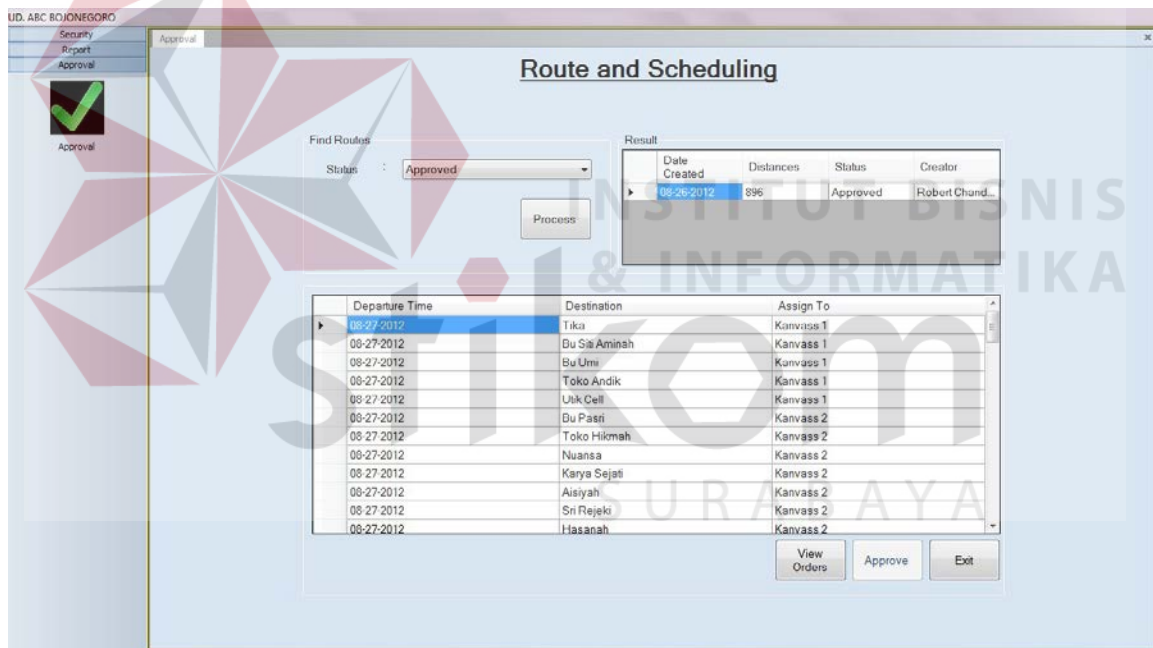 UD. ABC BOJONEGORO
Security
Report
Approval
Approval
Approval
Route and Scheduling
Find Routes
Status : Approved
Process
Result
Date Created Distances Status Creator
08-26-2012 896 Approved Robert Chand...
INSTITUT BISNIS
& INFORMATIKA
stikom
SURABAYA
Departure Time Destination Assign To
08-27-2012 Tika Kanvass 1
08-27-2012 Bu Siti Aminah Kanvass 1
08-27-2012 Bu Umi Kanvass 1
08-27-2012 Toko Andik Kanvass 1
08-27-2012 Utik Cell Kanvass 1
08-27-2012 Bu Pasri Kanvass 2
08-27-2012 Toko Hikmah Kanvass 2
08-27-2012 Nuansa Kanvass 2
08-27-2012 Karya Sejati Kanvass 2
08-27-2012 Aisiyah Kanvass 2
08-27-2012 Sri Rejeki Kanvass 2
08-27-2012 Hasanah Kanvass 2
View Orders
Approve
Exit